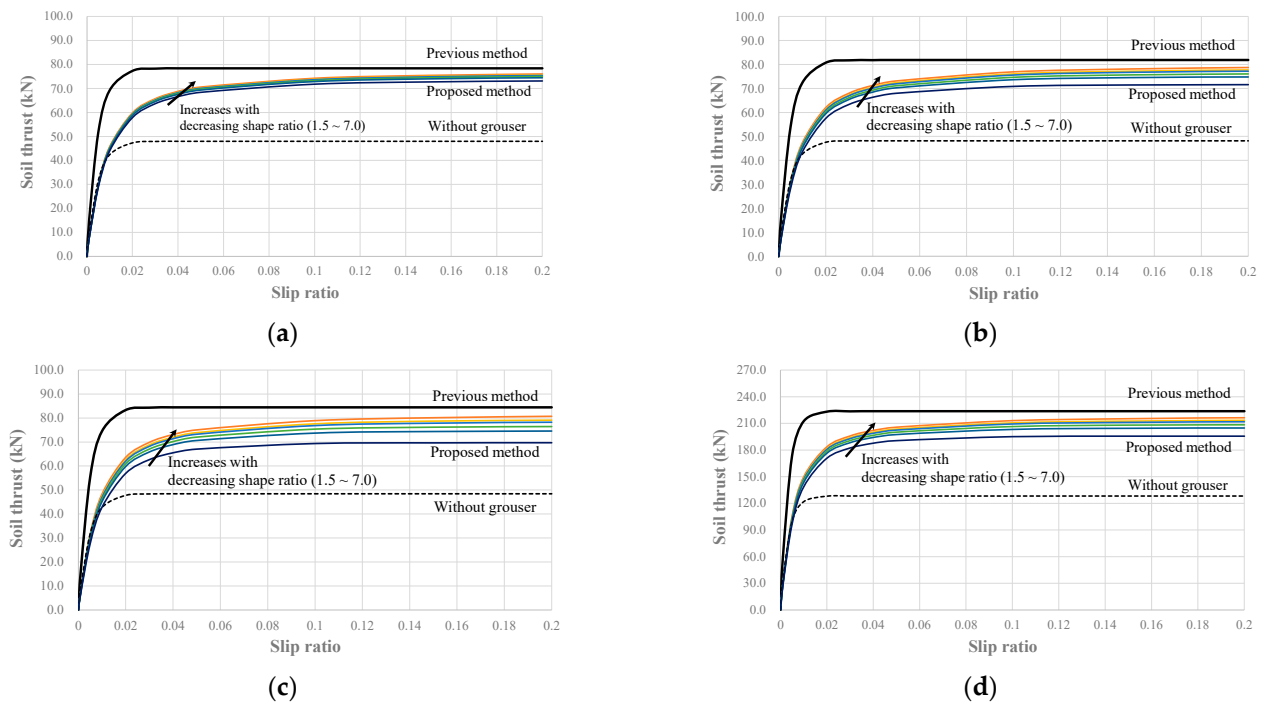 100.0
90.0
80.0
70.0
60.0
50.0
40.0
30.0
20.0
10.0
0.0
Soil thrust (kN)
Previous method
Proposed method
Increases with
decreasing shape ratio (1.5 ~ 7.0)
Without grouser
0 0.02 0.04 0.06 0.08 0.1 0.12 0.14 0.16 0.18 0.2
Slip ratio
(a)
100.0
90.0
80.0
70.0
60.0
50.0
40.0
30.0
20.0
10.0
0.0
Soil thrust (kN)
Previous method
Proposed method
Increases with
decreasing shape ratio (1.5 ~ 7.0)
Without grouser
0 0.02 0.04 0.06 0.08 0.1 0.12 0.14 0.16 0.18 0.2
Slip ratio
(b)
100.0
90.0
80.0
70.0
60.0
50.0
40.0
30.0
20.0
10.0
0.0
Soil thrust (kN)
Previous method
Proposed method
Increases with
decreasing shape ratio (1.5 ~ 7.0)
Without grouser
0 0.02 0.04 0.06 0.08 0.1 0.12 0.14 0.16 0.18 0.2
Slip ratio
(c)
270.0
240.0
210.0
180.0
150.0
120.0
90.0
60.0
30.0
0.0
Soil thrust (kN)
Previous method
Proposed method
Increases with
decreasing shape ratio (1.5 ~ 7.0)
Without grouser
0 0.02 0.04 0.06 0.08 0.1 0.12 0.14 0.16 0.18 0.2
Slip ratio
(d)